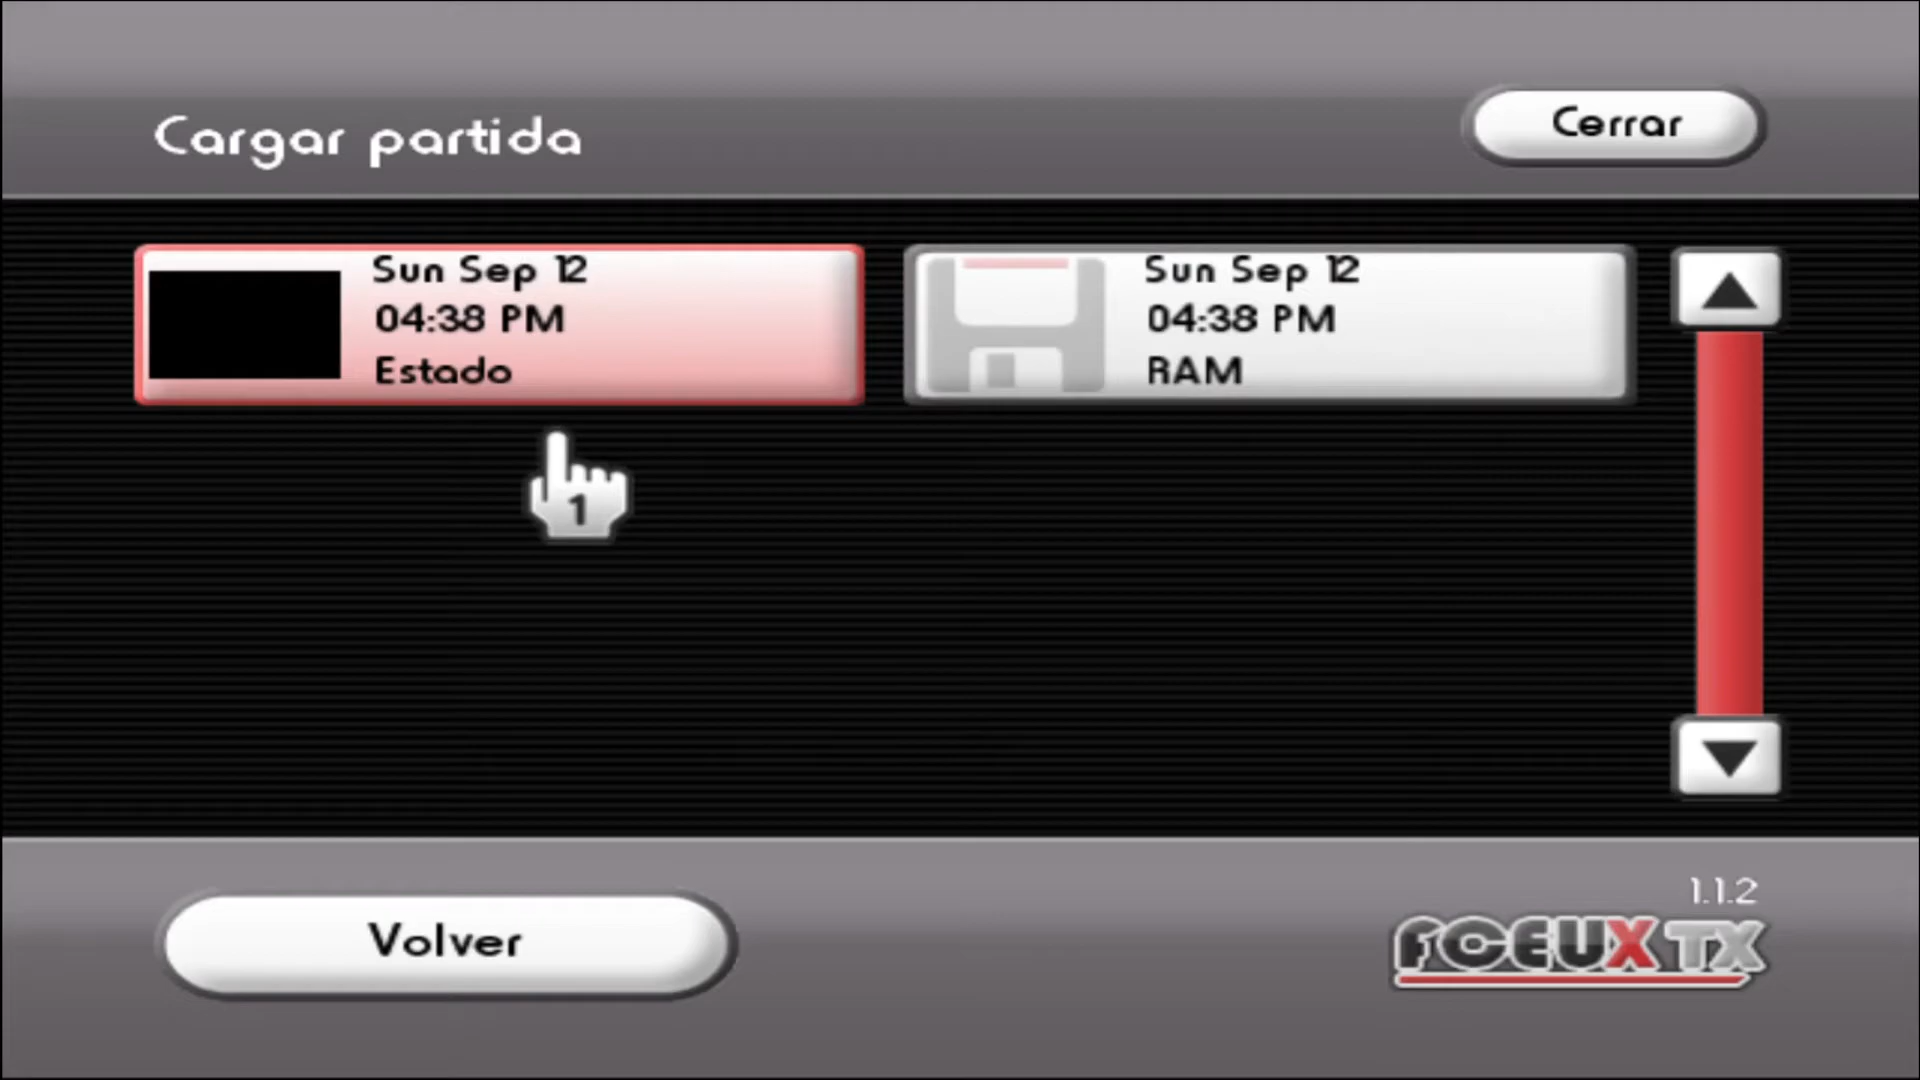 Cargar partida
Cerrar
Sun Sep 12
04:38 PM
Estado
Sun Sep 12
04:38 PM
RAM
1
Volver
1.1.2
FCEUX TX